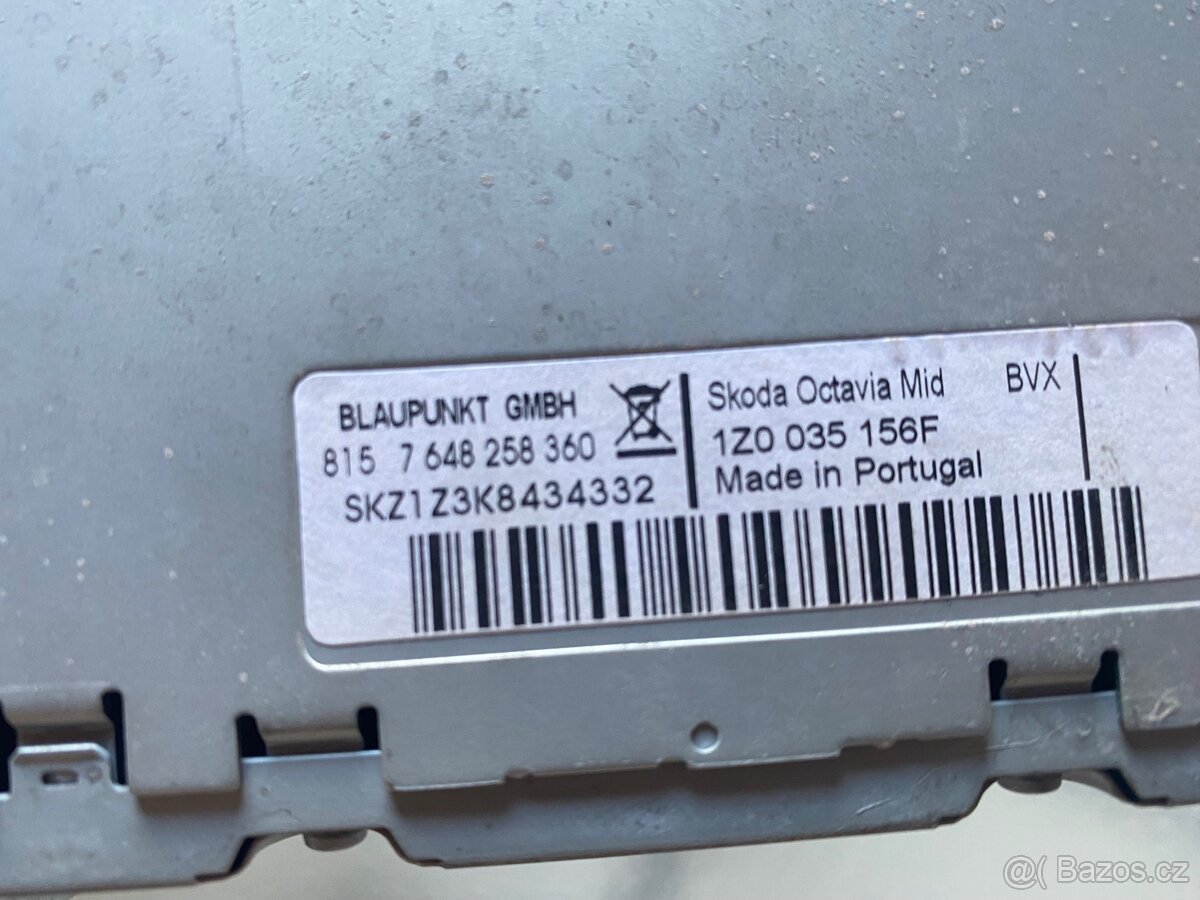 BLAUPUNKT GMBH
815 7 648 258 360
SKZ1Z3K8434332
Skoda Octavia Mid BVX
1Z0 035 156F
Made in Portugal
@( Bazos.cz